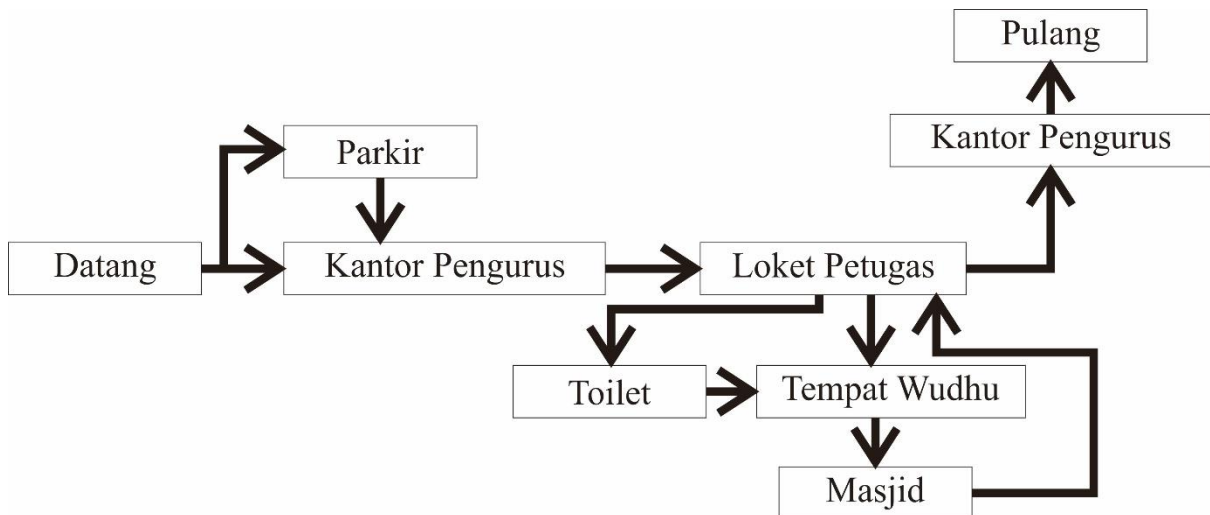 Pulang
Kantor Pengurus
Parkir
Datang
Kantor Pengurus
Loket Petugas
Toilet
Tempat Wudhu
Masjid